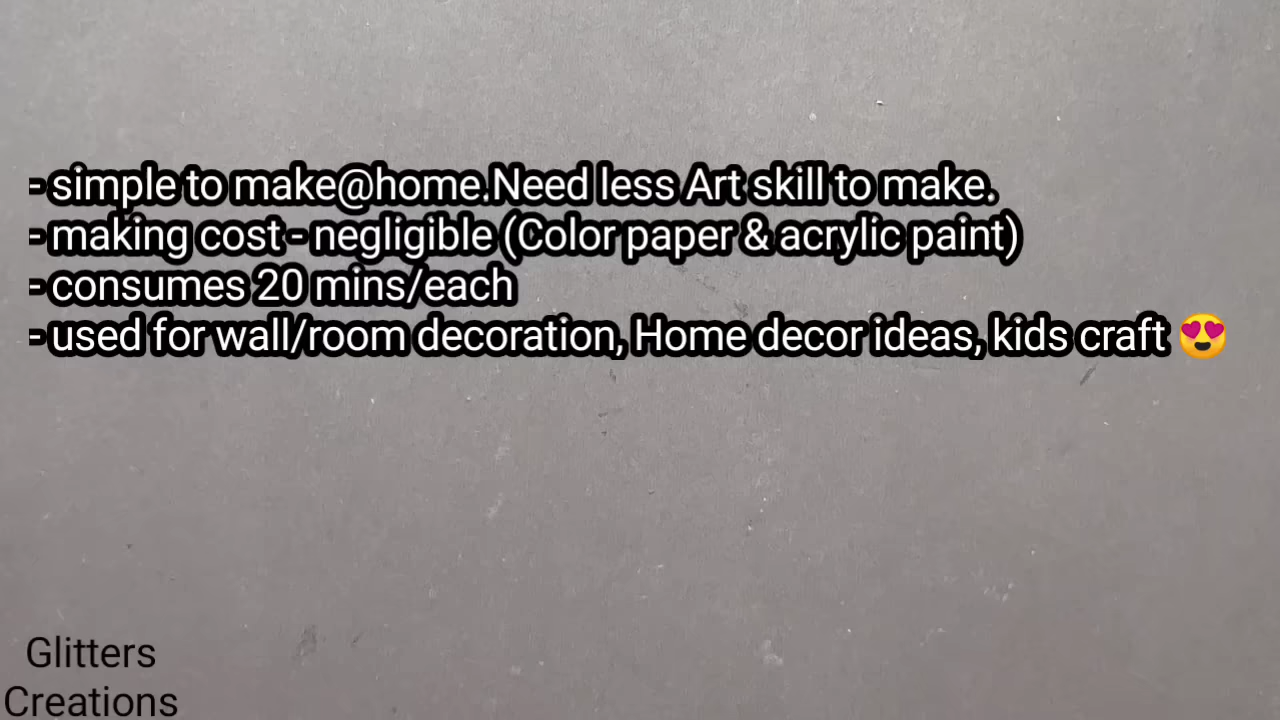 - simple to make@home.Need less Art skill to make.
- making cost - negligible (Color paper & acrylic paint)
- consumes 20 mins/each
- used for wall/room decoration, Home decor ideas, kids craft 😍
Glitters
Creations